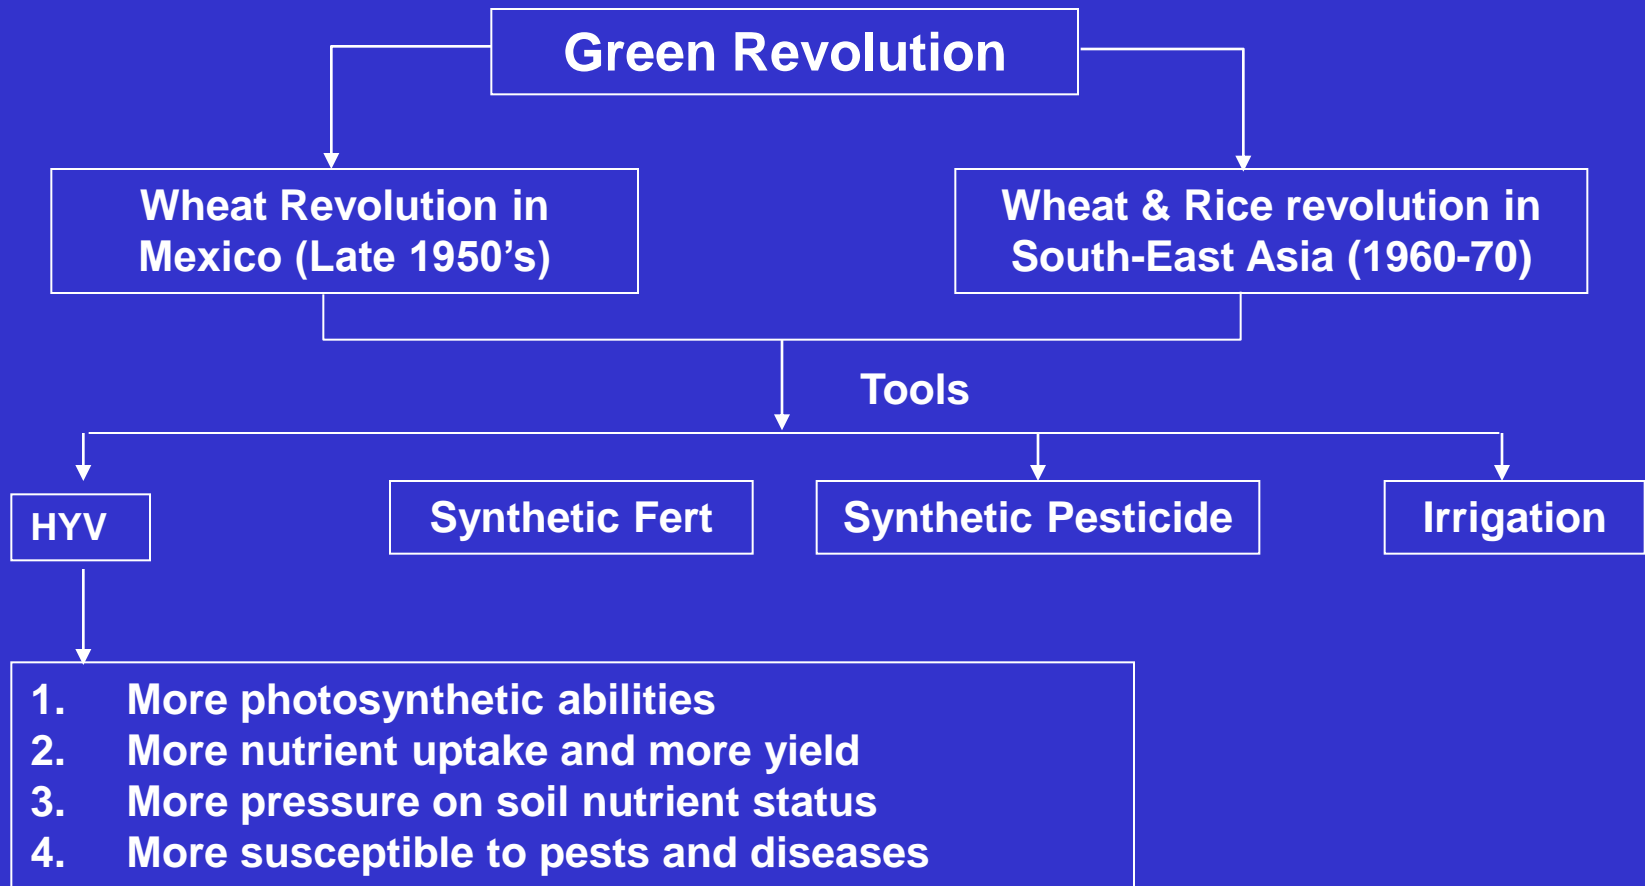 Green Revolution
Wheat Revolution in
Mexico (Late 1950's)
Wheat & Rice revolution in
South-East Asia (1960-70)
Tools
HYV
Synthetic Fert
Synthetic Pesticide
Irrigation
1. More photosynthetic abilities
2. More nutrient uptake and more yield
3. More pressure on soil nutrient status
4. More susceptible to pests and diseases